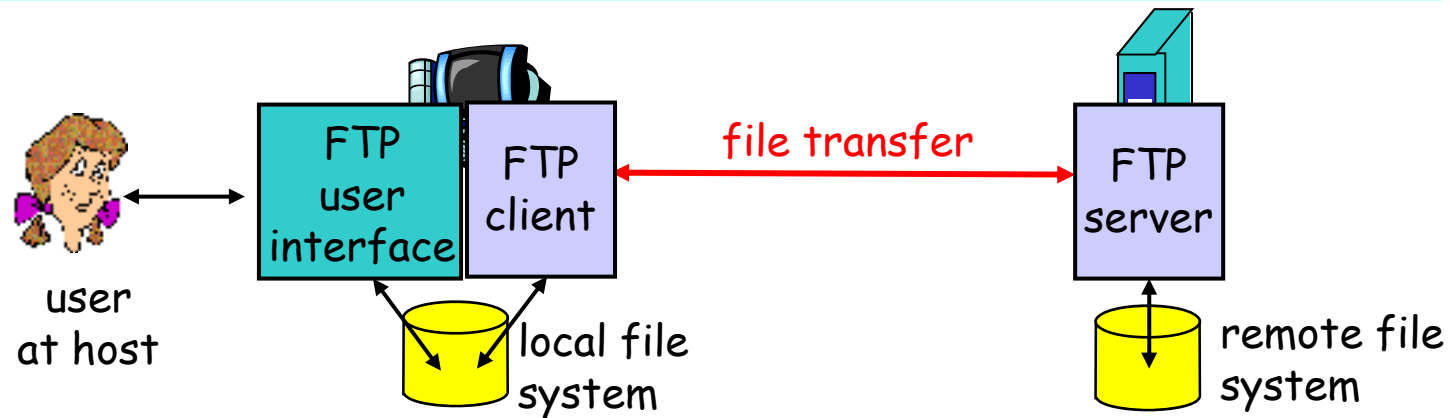 FTP
user
interface
FTP
client
file transfer
FTP
server
user
at host
local file
system
remote file
system